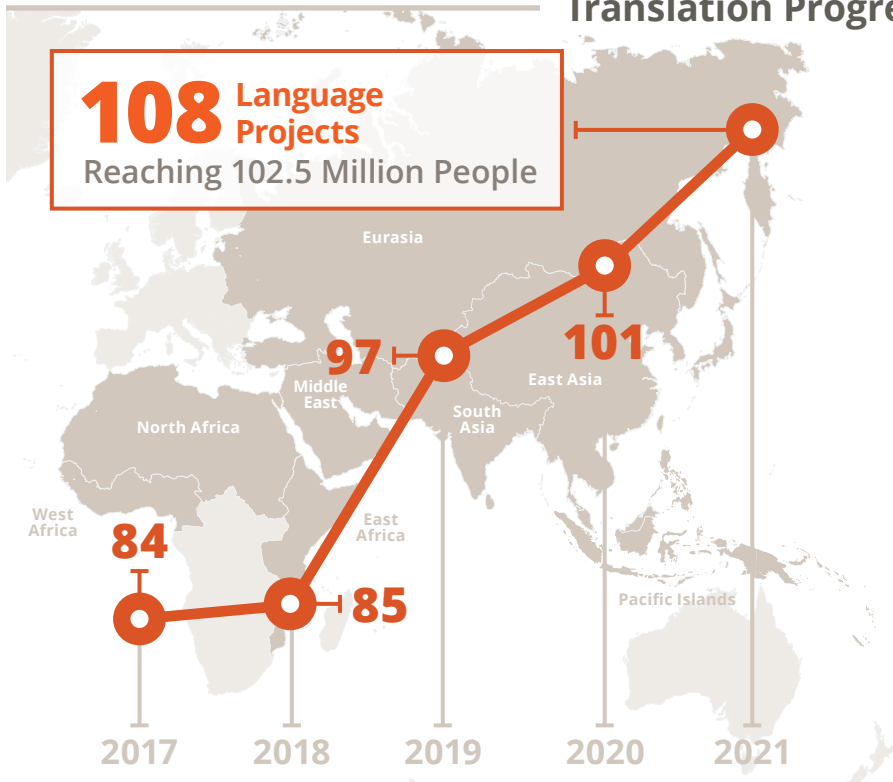 Translation Progre
108 Language
Projects
Reaching 102.5 Million People
Eurasia
97
101
Middle
East
East Asia
South
Asia
North Africa
West
Africa
East
Africa
84
85
Pacific Islands
2017 2018 2019 2020 2021